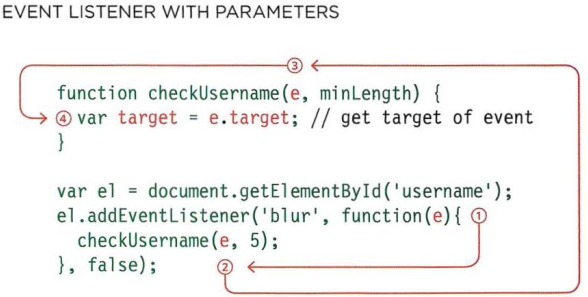 EVENT LISTENER WITH PARAMETERS
③
function checkUsername(e, minLength) {
④ var target = e.target; // get target of event
}
var el = document.getElementById('username');
el.addEventListener('blur', function(e){ ①
checkUsername(e, 5);
}, false); ②